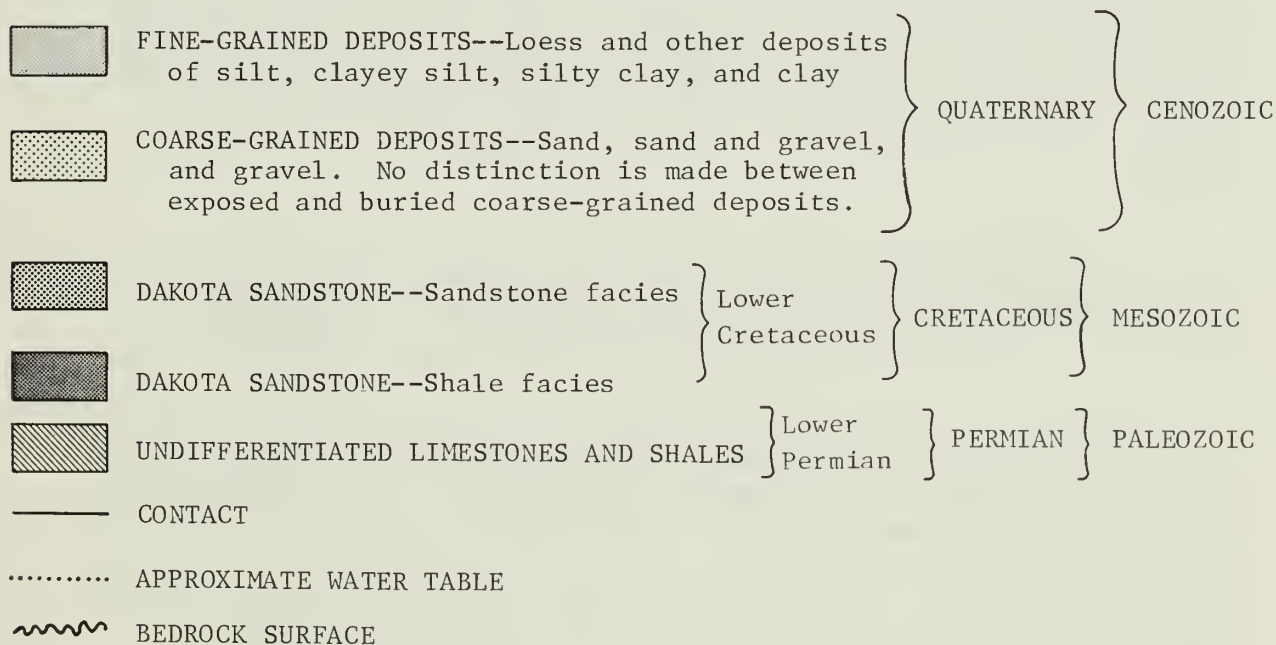 FINE-GRAINED DEPOSITS--Loess and other deposits
of silt, clayey silt, silty clay, and clay
COARSE-GRAINED DEPOSITS--Sand, sand and gravel,
and gravel. No distinction is made between
exposed and buried coarse-grained deposits.
QUATERNARY
CENOZOIC
DAKOTA SANDSTONE--Sandstone facies
DAKOTA SANDSTONE--Shale facies
Lower
Cretaceous
CRETACEOUS
MESOZOIC
UNDIFFERENTIATED LIMESTONES AND SHALES
Lower
Permian
PERMIAN
PALEOZOIC
CONTACT
APPROXIMATE WATER TABLE
BEDROCK SURFACE